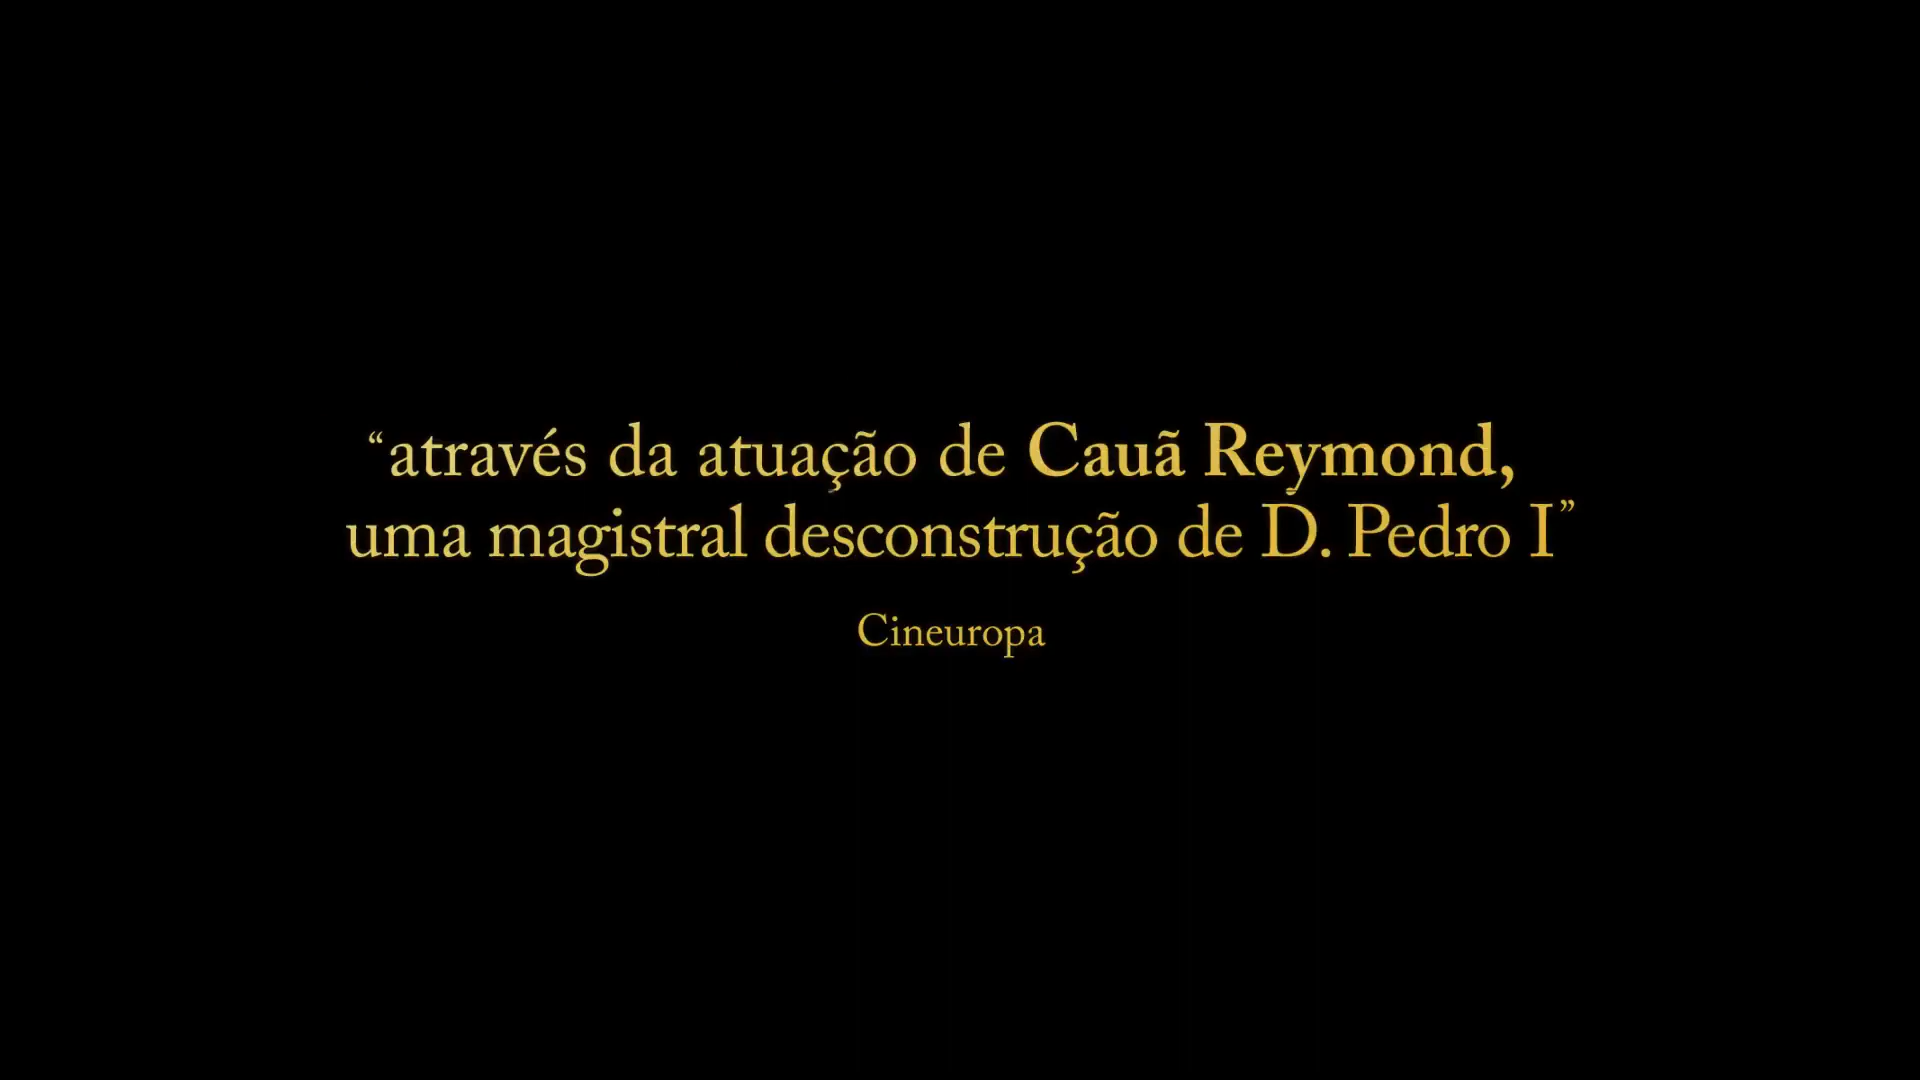 “através da atuação de Cauã Reymond,
uma magistral desconstrução de D. Pedro I”
Cineuropa